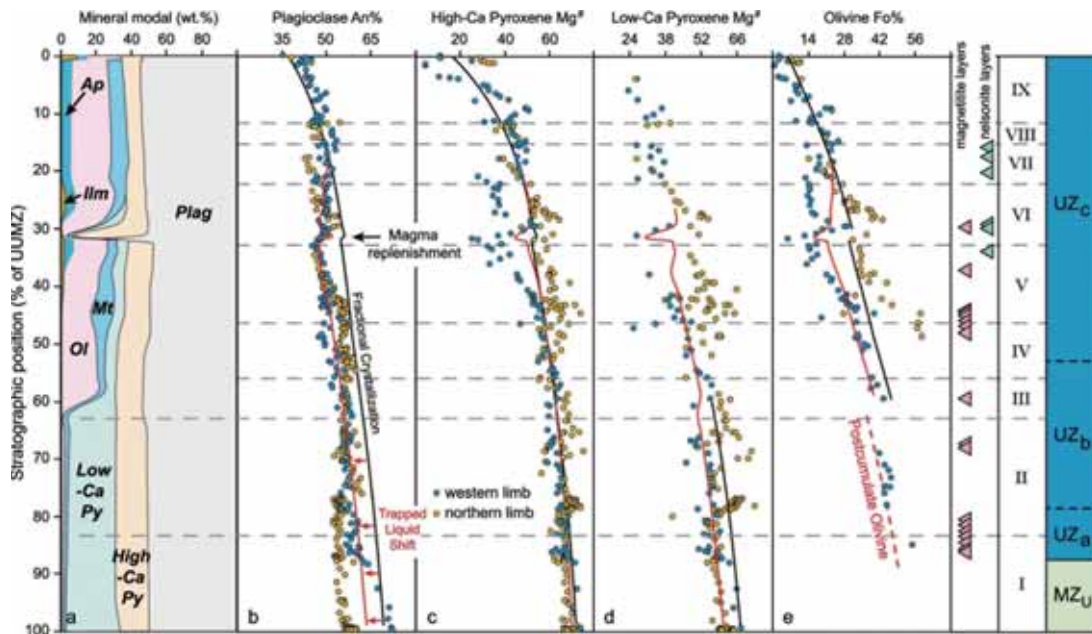 Mineral modal (wt.%)
0 20 40 60 80
Plagioclase An%
35 50 65
High-Ca Pyroxene Mg#
0 20 40 60 80
Low-Ca Pyroxene Mg#
24 38 52 66
Olivine Fo%
0 14 28 42 56
Stratigraphic position (% of UUMZ)
0
10
20
30
40
50
60
70
80
90
100
Ap
Ilm
Plag
Mt
Ol
Low
-Ca
Py
High
-Ca
Py
a
b
c
d
e
Magma
replenishment
Fractional Crystallization
western limb
northern limb
Trapped
Liquid
Shift
Postcumulate Olivine
magnetitite layers
nelsonite layers
IX
VIII
VII
VI
V
IV
III
II
I
UZc
UZb
UZa
MZU